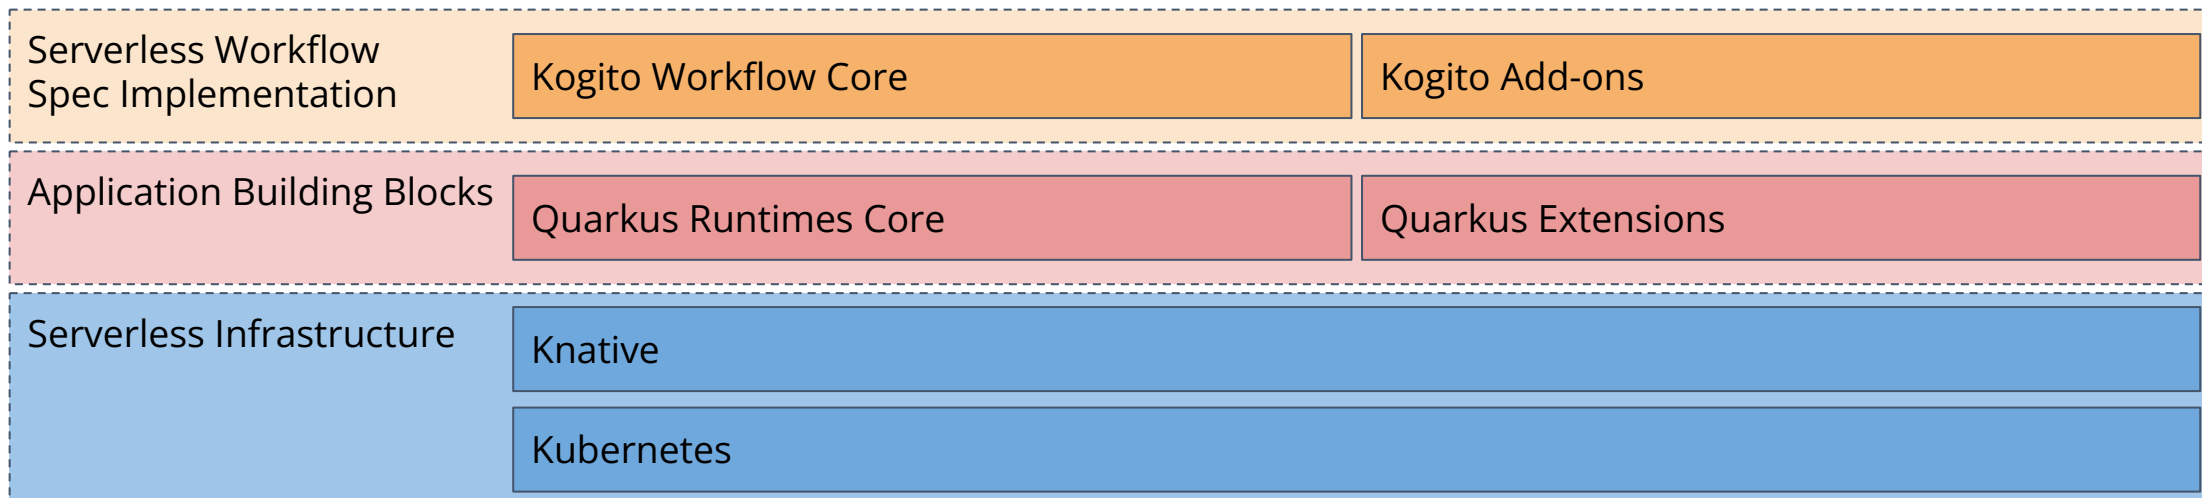 Serverless Workflow
Spec Implementation
Kogito Workflow Core
Kogito Add-ons
Application Building Blocks
Quarkus Runtimes Core
Quarkus Extensions
Serverless Infrastructure
Knative
Kubernetes